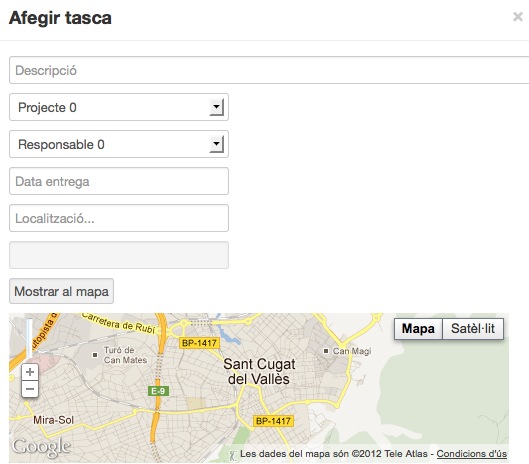 Afegir tasca ×
Descripció
Projecte 0
Responsable 0
Data entrega
Localització...
Mostrar al mapa
Carretera de Rubí
Mapa Satèl·lit
BP-1417
Turó de
Can Mates
Can Magí
Sant Cugat
del Vallès
E-9
Mira-Sol
BP-1417
Google
Les dades del mapa són ©2012 Tele Atlas - Condicions d'ús